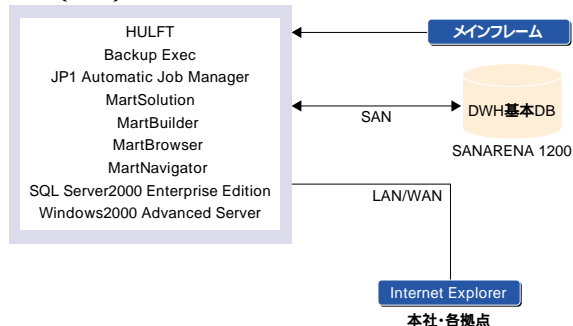 HULFT
Backup Exec
JP1 Automatic Job Manager
MartSolution
MartBuilder
MartBrowser
MartNavigator
SQL Server2000 Enterprise Edition
Windows2000 Advanced Server
メインフレーム
SAN
DWH基本DB
SANARENA 1200
LAN/WAN
Internet Explorer
本社・各拠点